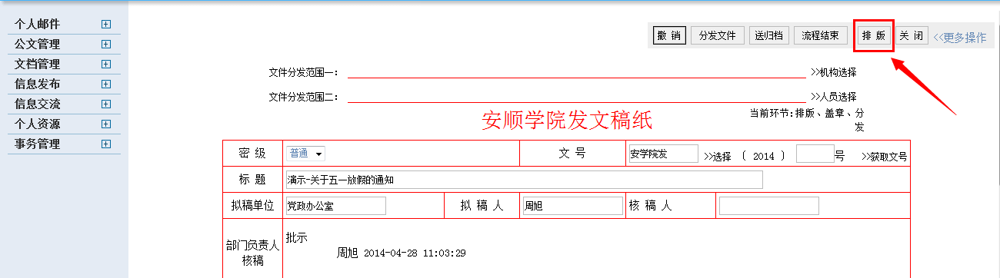 个人邮件
公文管理
文档管理
信息发布
信息交流
个人资源
事务管理
撤 销 分发文件 送归档 流程结束 排 版 关 闭 <<更多操作
文件分发范围一： >>机构选择
文件分发范围二： >>人员选择
安顺学院发文稿纸
当前环节:排版、盖章、分
发
密 级 普通 文 号 安学院发 >>选择 〔 2014 〕 号 >>获取文号
标 题 演示-关于五一放假的通知
拟稿单位 党政办公室 拟 稿 人 周旭 核 稿 人
部门负责人
核稿
批示
周旭 2014-04-28 11:03:29